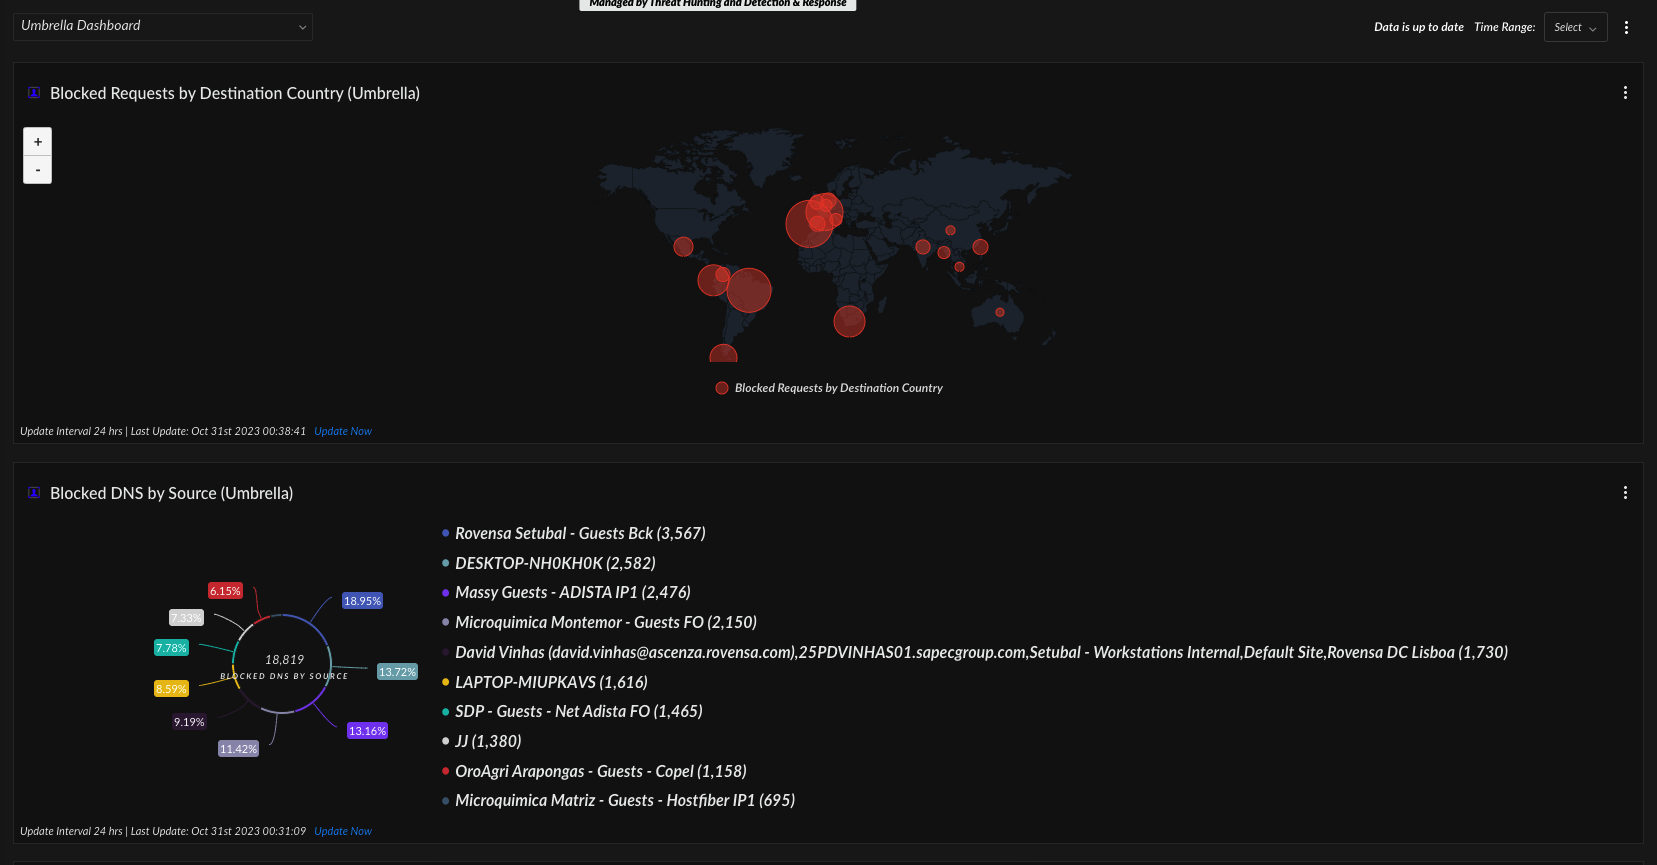 Managed by Threat Hunting and Detection & Response
Umbrella Dashboard
Data is up to date Time Range: Select
Blocked Requests by Destination Country (Umbrella)
+
-
Blocked Requests by Destination Country
Update Interval 24 hrs | Last Update: Oct 31st 2023 00:38:41 Update Now
Blocked DNS by Source (Umbrella)
6.15%
18.95%
7.33%
7.78%
13.72%
8.59%
9.19%
13.16%
11.42%
18,819
BLOCKED DNS BY SOURCE
Rovensa Setubal - Guests Bck (3,567)
DESKTOP-NH0KH0K (2,582)
Massy Guests - ADISTA IP1 (2,476)
Microquimica Montemor - Guests FO (2,150)
David Vinhas (david.vinhas@ascenza.rovensa.com),25PDVINHAS01.sapecgroup.com,Setubal - Workstations Internal,Default Site,Rovensa DC Lisboa (1,730)
LAPTOP-MIUPKAVS (1,616)
SDP - Guests - Net Adista FO (1,465)
JJ (1,380)
OroAgri Arapongas - Guests - Copel (1,158)
Microquimica Matriz - Guests - Hostfiber IP1 (695)
Update Interval 24 hrs | Last Update: Oct 31st 2023 00:31:09 Update Now